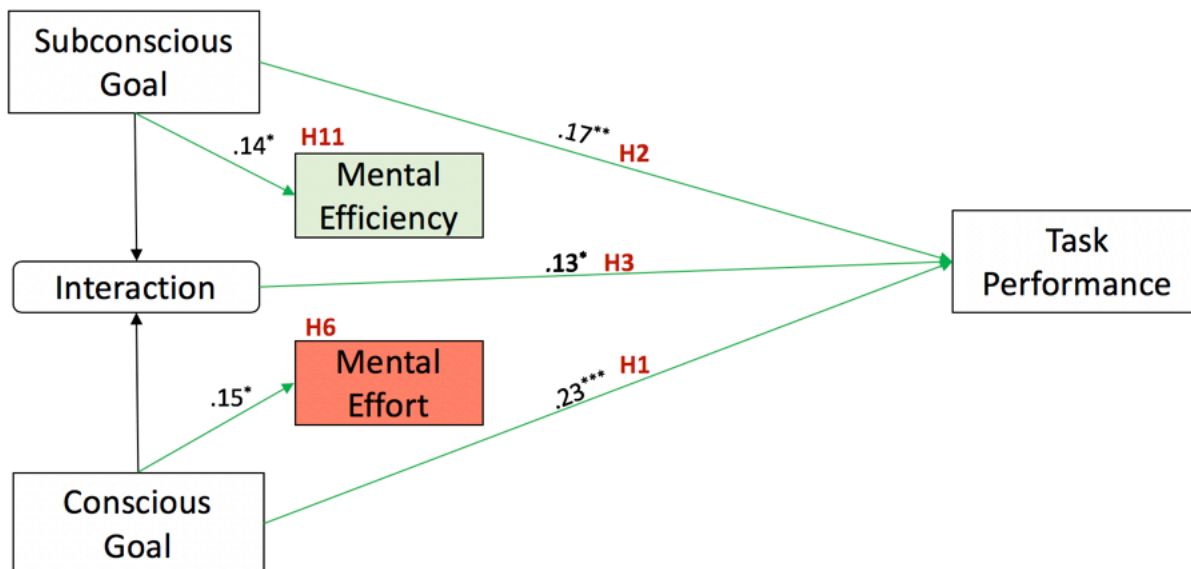 Subconscious
Goal
.14*
H11
.17**
H2
Mental
Efficiency
Task
Performance
Interaction
.13*
H3
H6
Mental
Effort
.15*
H1
.23***
Conscious
Goal